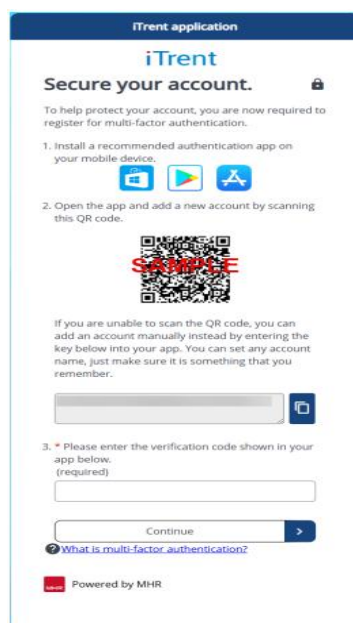 iTrent application
iTrent
Secure your account.
To help protect your account, you are now required to
register for multi-factor authentication.
1. Install a recommended authentication app on
your mobile device.
2. Open the app and add a new account by scanning
this QR code.
SAMPLE
If you are unable to scan the QR code, you can
add an account manually instead by entering the
key below into your app. You can set any account
name, just make sure it is something that you
remember.
3. * Please enter the verification code shown in your
app below.
(required)
Continue
What is multi-factor authentication?
MHR Powered by MHR